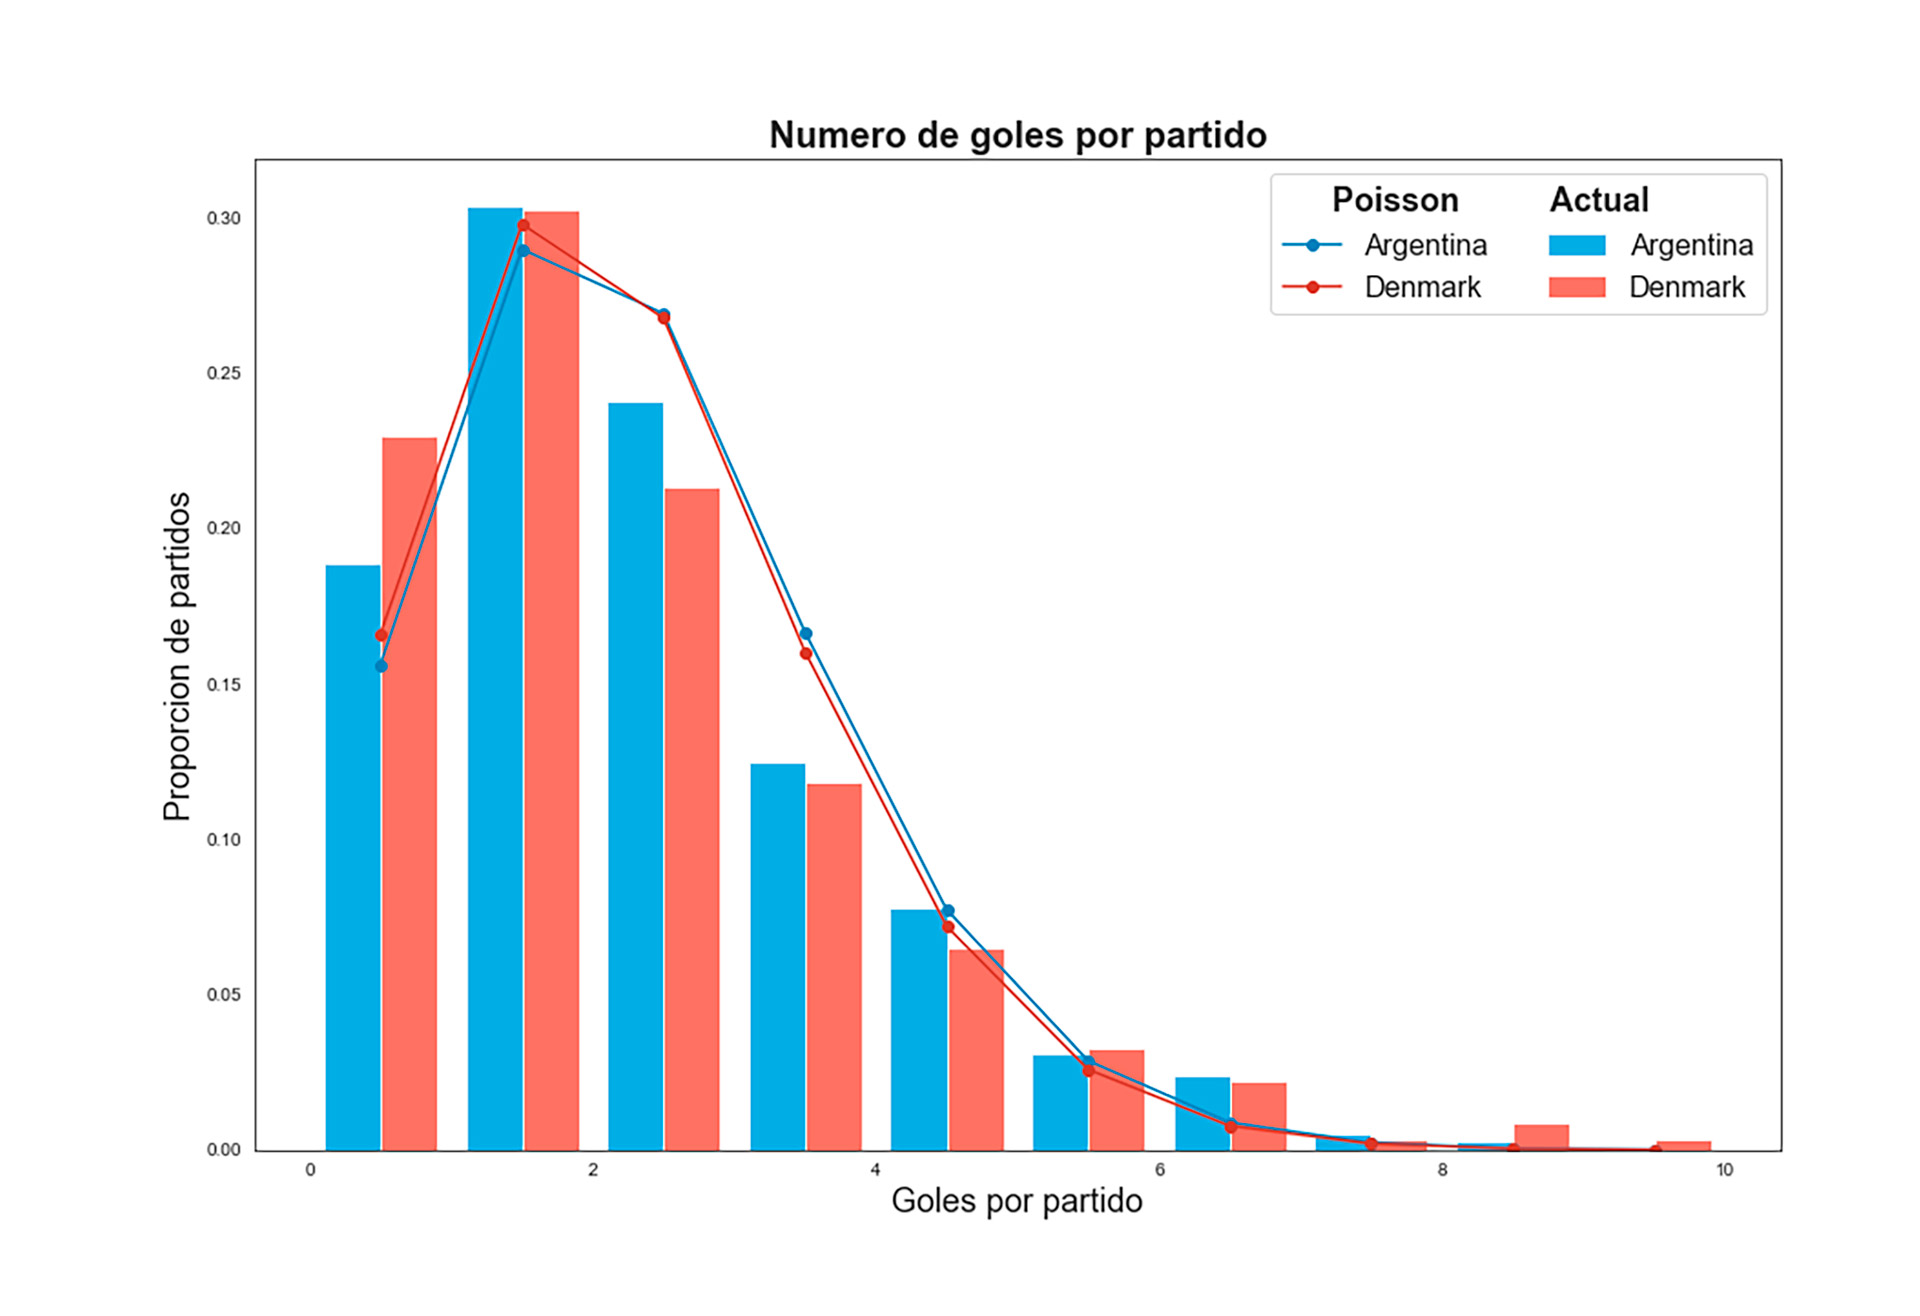 Numero de goles por partido
Poisson Actual
Argentina Argentina
Denmark Denmark
0.30
0.25
0.20
0.15
0.10
0.05
0.00
Proporcion de partidos
0 2 4 6 8 10
Goles por partido